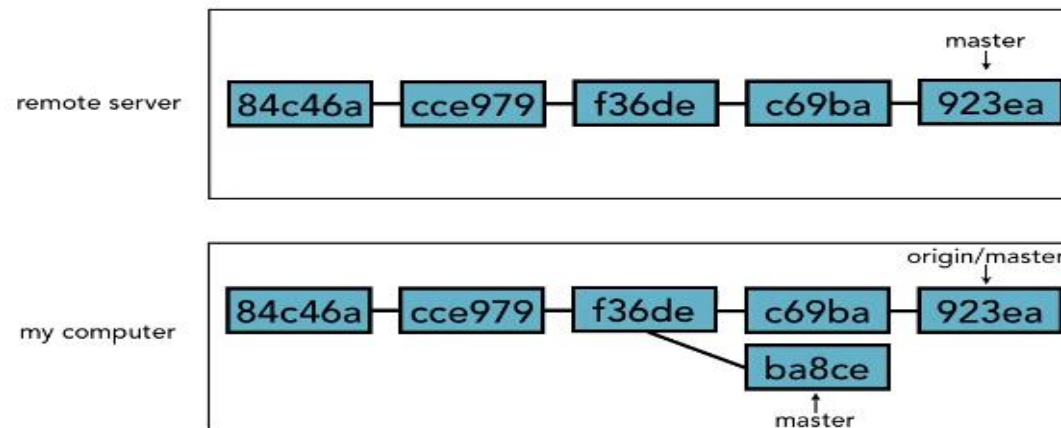 master
remote server
84c46a cce979 f36de c69ba 923ea
origin/master
84c46a cce979 f36de c69ba 923ea
my computer
ba8ce
master